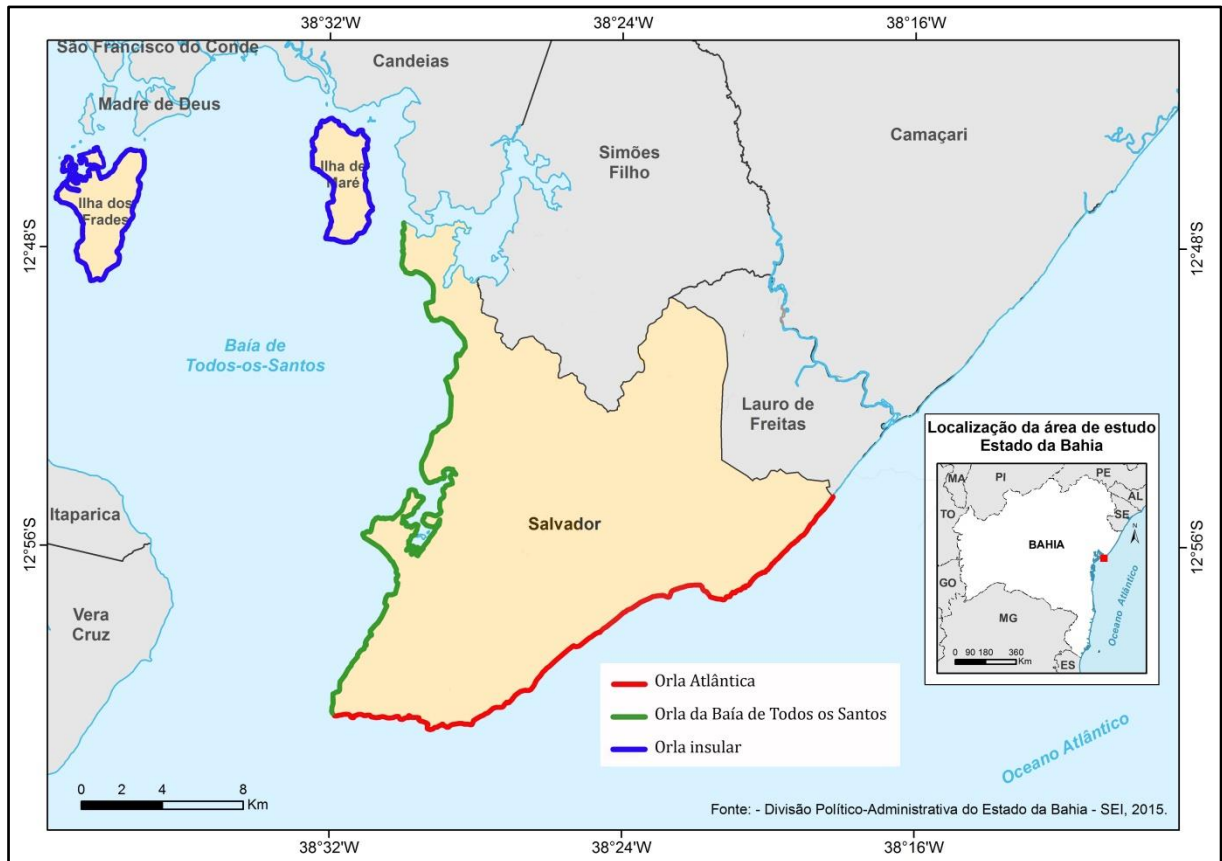 38°32'W
38°24'W
38°16'W
São Francisco do Conde
Candeias
Madre de Deus
Camaçari
Simões
Filho
Ilha de
Maré
Ilha dos
Frades
12°48'S
12°48'S
Baía de
Todos-os-Santos
Lauro de
Freitas
Localização da área de estudo
Estado da Bahia
MA
PI
PE
AL
SE
TO
N
BAHIA
GO
MG
Oceano Atlântico
0 90 180 360
Km
ES
Itaparica
Salvador
12°56'S
12°56'S
Vera
Cruz
Orla Atlântica
Orla da Baía de Todos os Santos
Orla insular
Oceano Atlântico
0 2 4 8
Km
Fonte: - Divisão Político-Administrativa do Estado da Bahia - SEI, 2015.
38°32'W
38°24'W
38°16'W